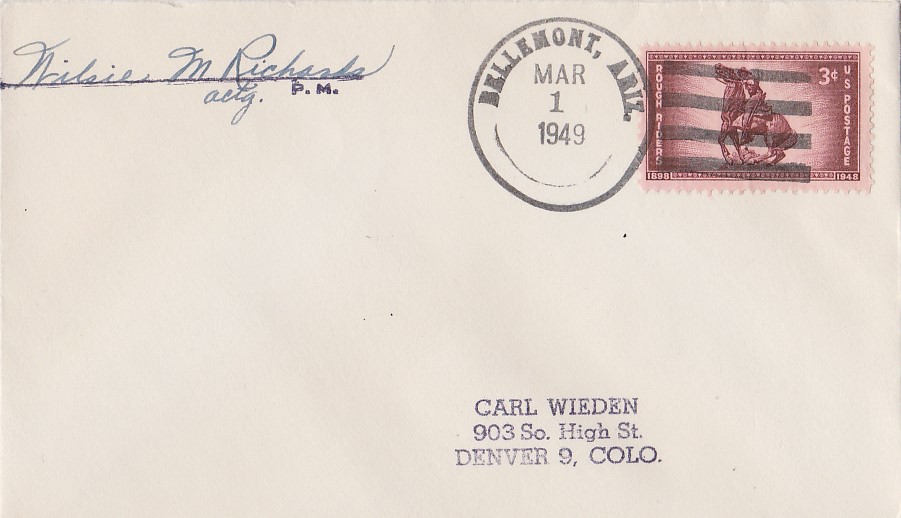 Wilsie M Richards
actg. P. M.
BELLEMONT, ARIZ.
MAR
1
1949
ROUGH RIDERS
3¢
US POSTAGE
1898 1948
CARL WIEDEN
903 So. High St.
DENVER 9, COLO.